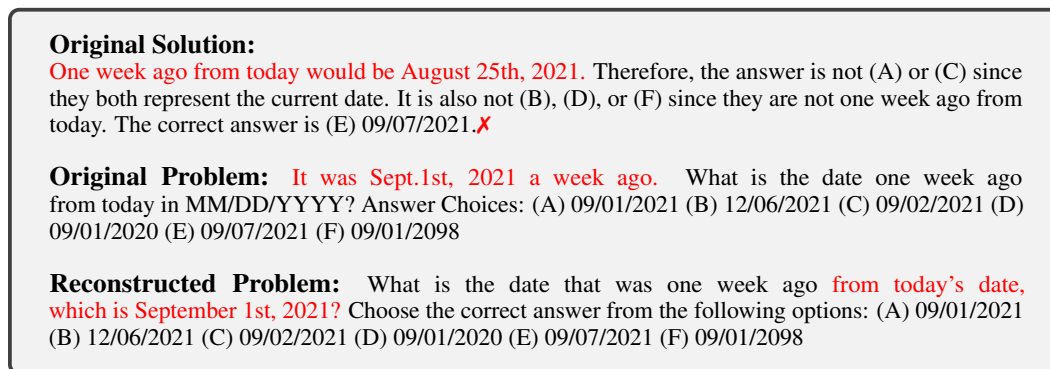 Original Solution:
One week ago from today would be August 25th, 2021. Therefore, the answer is not (A) or (C) since
they both represent the current date. It is also not (B), (D), or (F) since they are not one week ago from
today. The correct answer is (E) 09/07/2021.✗
Original Problem: It was Sept.1st, 2021 a week ago. What is the date one week ago
from today in MM/DD/YYYY? Answer Choices: (A) 09/01/2021 (B) 12/06/2021 (C) 09/02/2021 (D)
09/01/2020 (E) 09/07/2021 (F) 09/01/2098
Reconstructed Problem: What is the date that was one week ago from today's date,
which is September 1st, 2021? Choose the correct answer from the following options: (A) 09/01/2021
(B) 12/06/2021 (C) 09/02/2021 (D) 09/01/2020 (E) 09/07/2021 (F) 09/01/2098